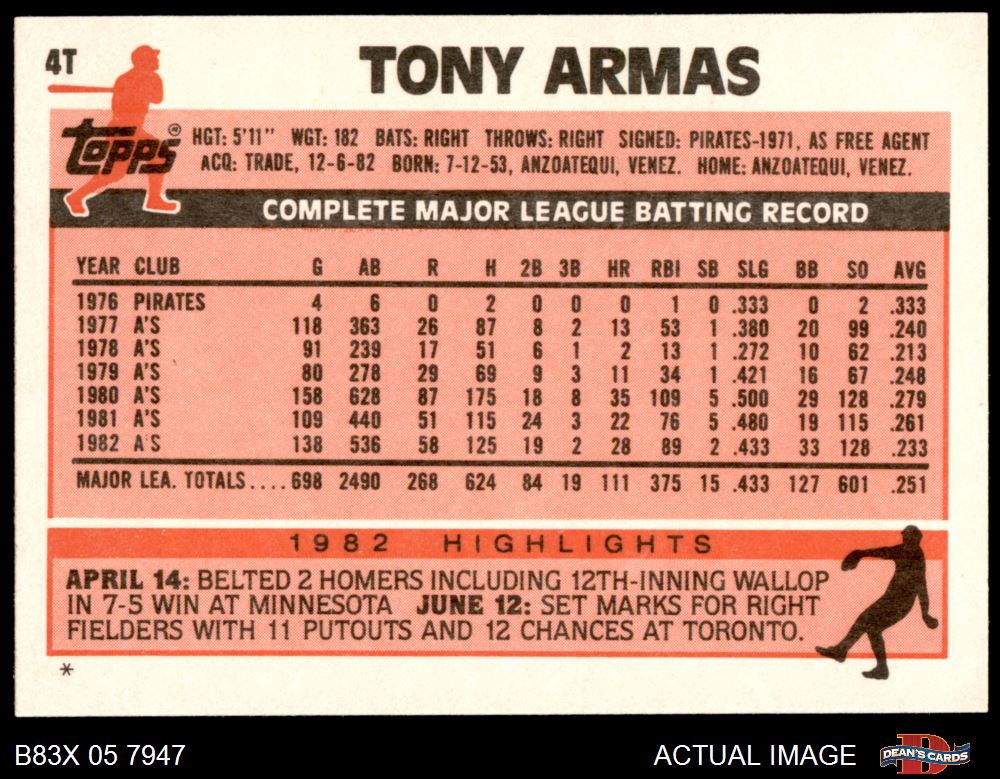 4T
TONY ARMAS
Topps®
HGT: 5'11" WGT: 182 BATS: RIGHT THROWS: RIGHT SIGNED: PIRATES-1971, AS FREE AGENT
ACQ: TRADE, 12-6-82 BORN: 7-12-53, ANZOATEQUI, VENEZ. HOME: ANZOATEQUI, VENEZ.
COMPLETE MAJOR LEAGUE BATTING RECORD
YEAR CLUB G AB R H 2B 3B HR RBI SB SLG BB SO AVG
1976 PIRATES 4 6 0 2 0 0 0 1 0 .333 0 2 .333
1977 A'S 118 363 26 87 8 2 13 53 1 .380 20 99 .240
1978 A'S 91 239 17 51 6 1 2 13 1 .272 10 62 .213
1979 A'S 80 278 29 69 9 3 11 34 1 .421 16 67 .248
1980 A'S 158 628 87 175 18 8 35 109 5 .500 29 128 .279
1981 A'S 109 440 51 115 24 3 22 76 5 .480 19 115 .261
1982 A'S 138 536 58 125 19 2 28 89 2 .433 33 128 .233
MAJOR LEA. TOTALS....698 2490 268 624 84 19 111 375 15 .433 127 601 .251
1982 HIGHLIGHTS
APRIL 14: BELTED 2 HOMERS INCLUDING 12TH-INNING WALLOP
IN 7-5 WIN AT MINNESOTA JUNE 12: SET MARKS FOR RIGHT
FIELDERS WITH 11 PUTOUTS AND 12 CHANCES AT TORONTO.
*
B83X 05 7947 ACTUAL IMAGE D DEAN'S CARDS